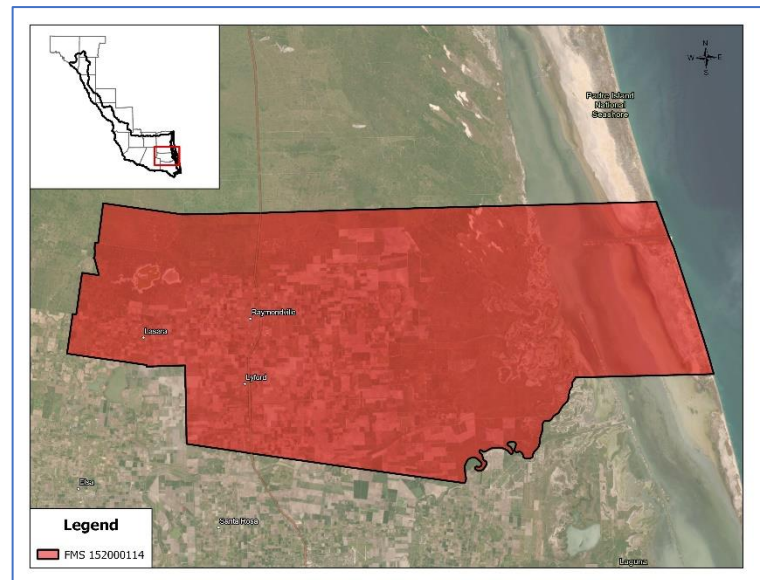 N
W E
S
Padre Island
National
Seashore
Raymondville
Lasara
Lyford
Elsa
Santa Rosa
Laguna
Legend
FMS 152000114